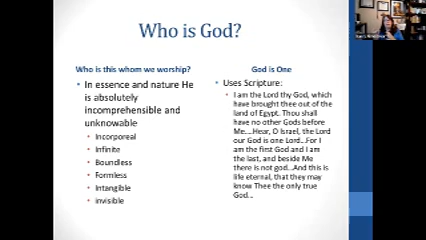 Who is God?
Who is this whom we worship?
• In essence and nature He
is absolutely
incomprehensible and
unknowable
• Incorporeal
• Infinite
• Boundless
• Formless
• Intangible
• invisible
God is One
• Uses Scripture:
• I am the Lord thy God, which
have brought thee out of the
land of Egypt. Thou shall
have no other Gods before
Me....Hear, O Israel, the Lord
our God is one Lord...For I
am the first God and I am
the last, and beside Me
there is not god...And this is
life eternal, that they may
know Thee the only true
God...